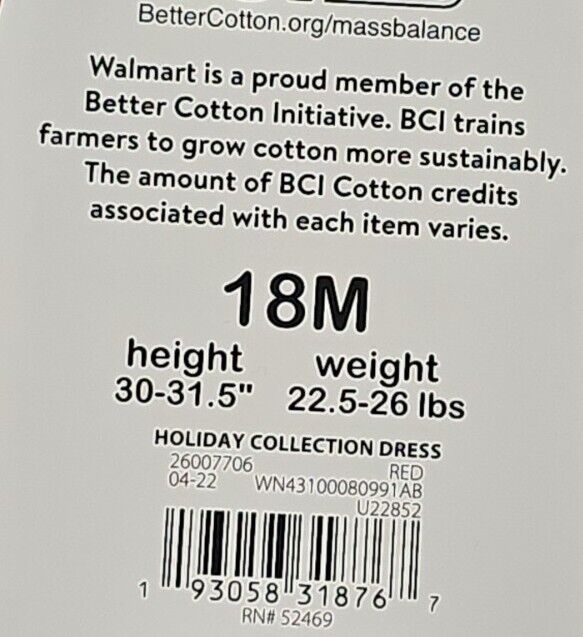 BetterCotton.org/massbalance
Walmart is a proud member of the
Better Cotton Initiative. BCI trains
farmers to grow cotton more sustainably.
The amount of BCI Cotton credits
associated with each item varies.
18M
height weight
30-31.5" 22.5-26 lbs
HOLIDAY COLLECTION DRESS
26007706 RED
04-22 WN43100080991AB
U22852
1 93058 31876 7
RN# 52469